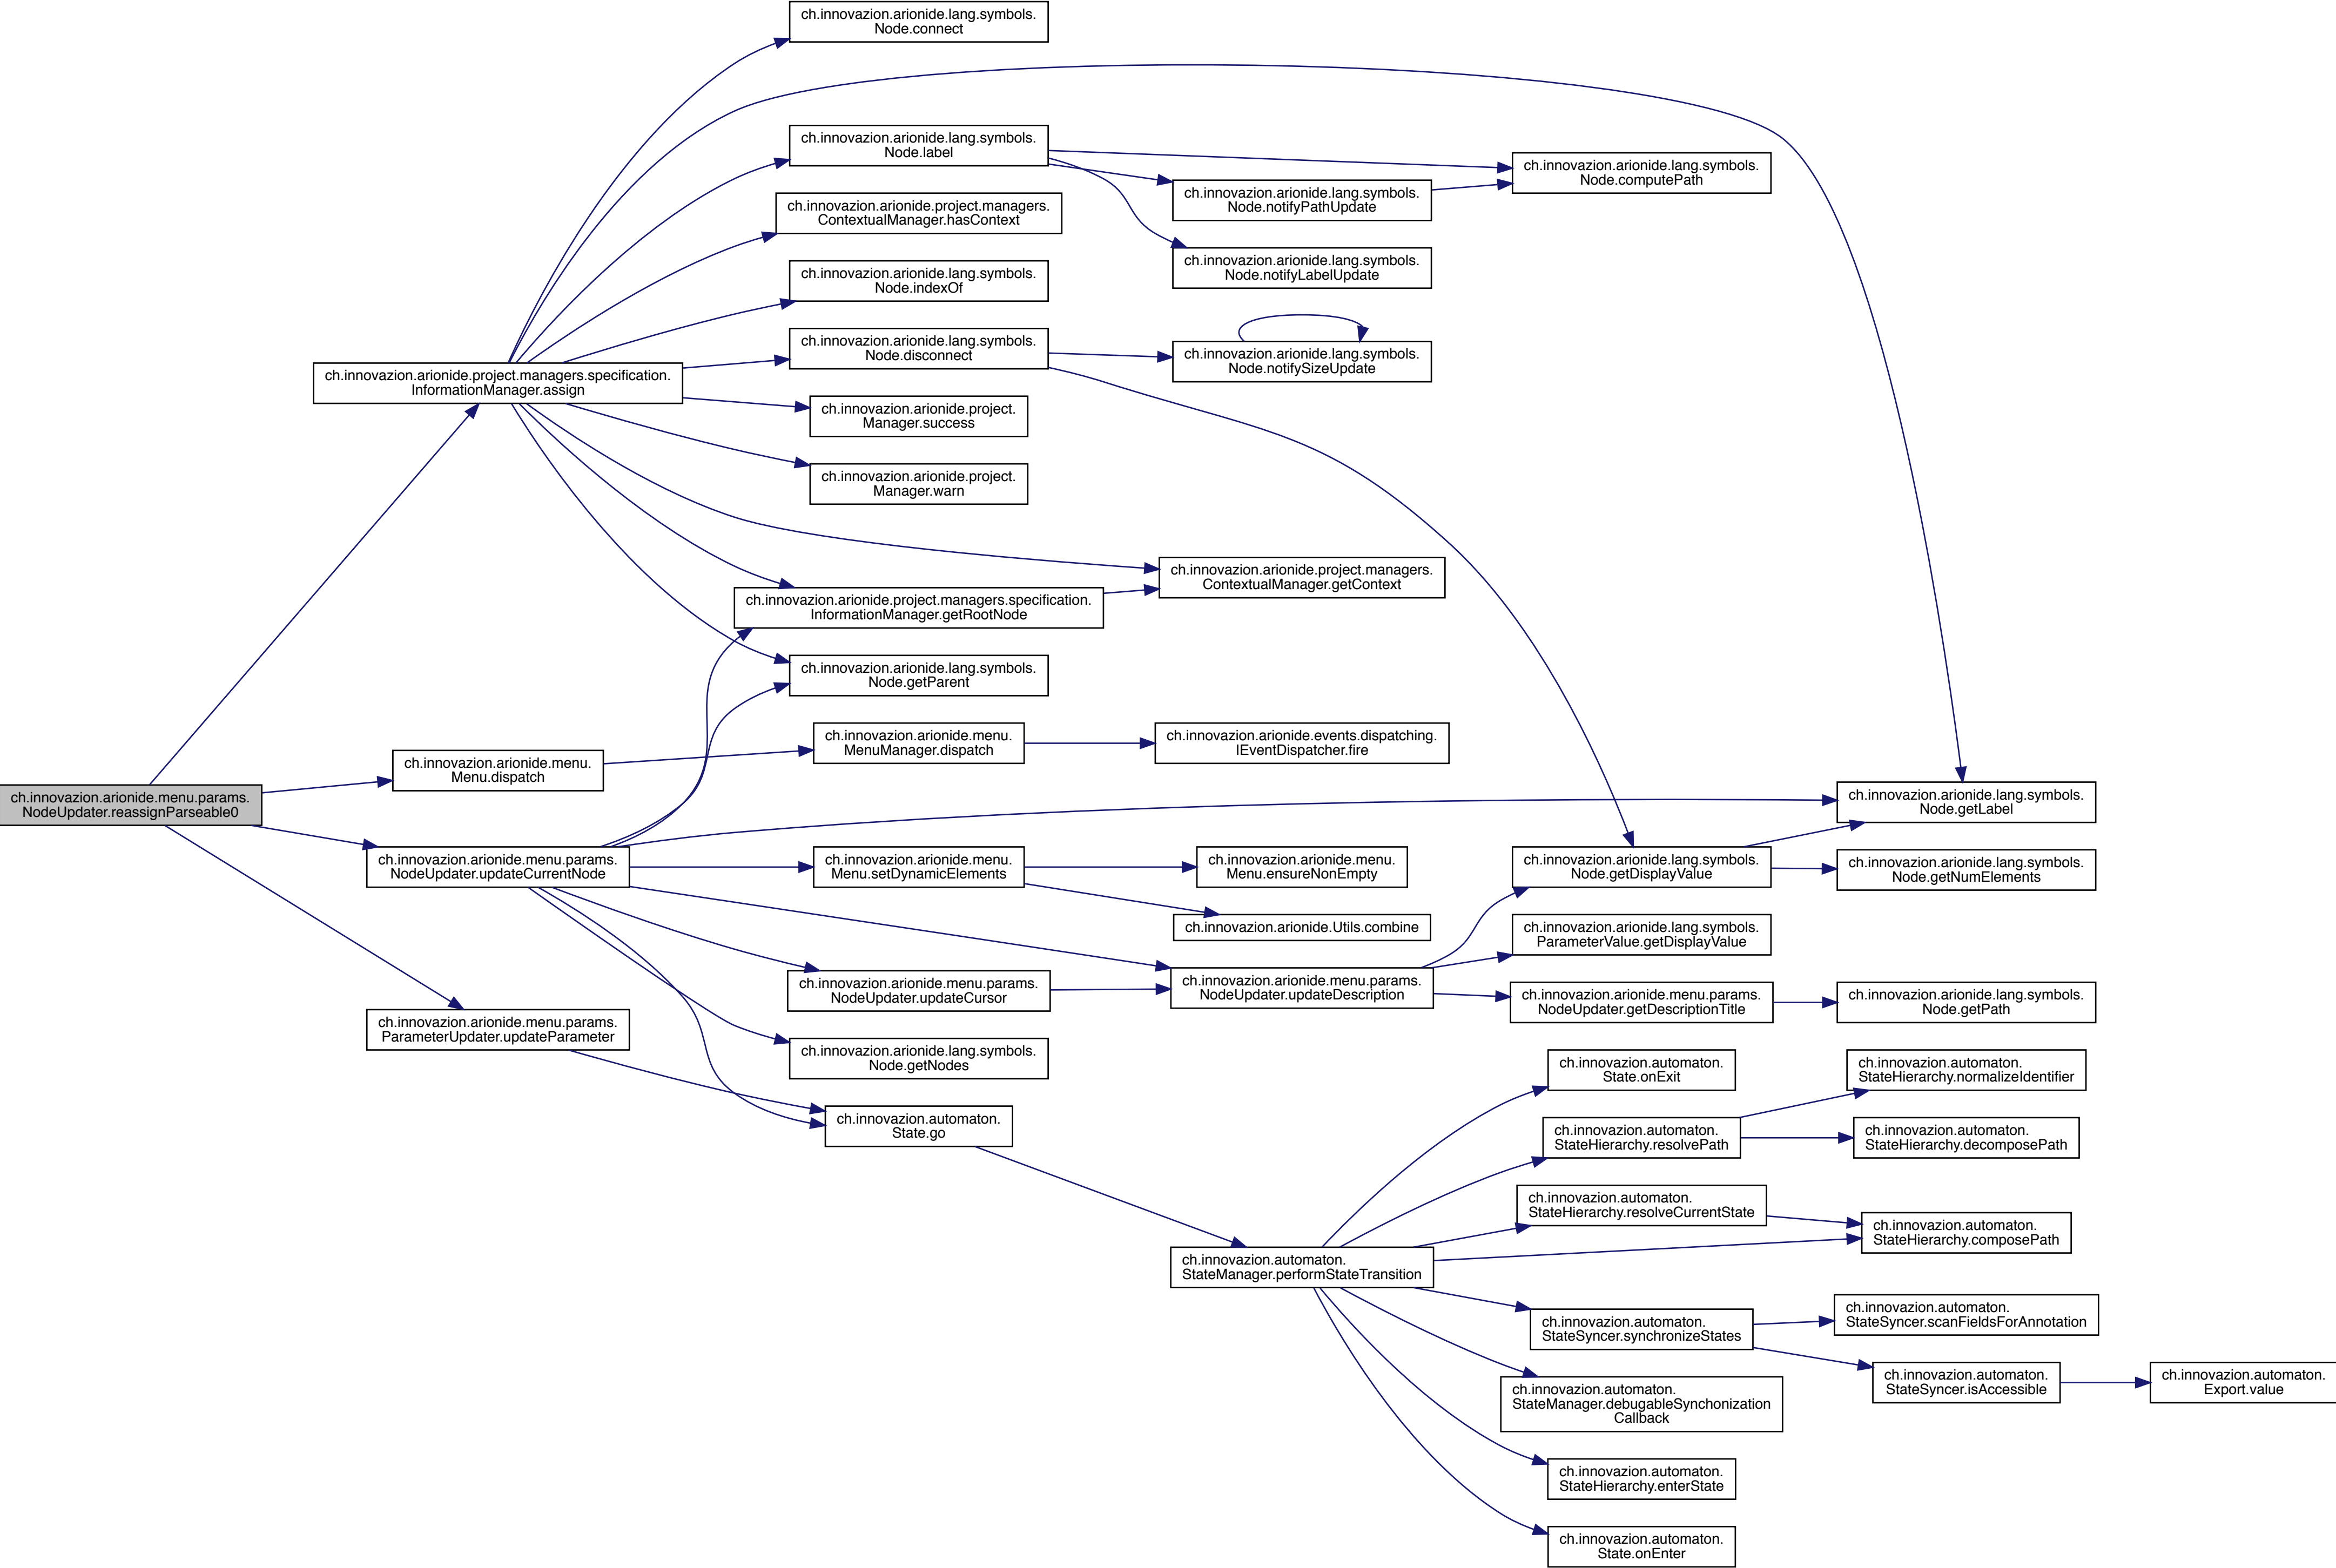 ch.innovazion.arionide.lang.symbols.
Node.connect
ch.innovazion.arionide.lang.symbols.
Node.label
ch.innovazion.arionide.lang.symbols.
Node.computePath
ch.innovazion.arionide.lang.symbols.
Node.notifyPathUpdate
ch.innovazion.arionide.project.managers.
ContextualManager.hasContext
ch.innovazion.arionide.lang.symbols.
Node.notifyLabelUpdate
ch.innovazion.arionide.lang.symbols.
Node.indexOf
ch.innovazion.arionide.lang.symbols.
Node.disconnect
ch.innovazion.arionide.lang.symbols.
Node.notifySizeUpdate
ch.innovazion.arionide.project.managers.specification.
InformationManager.assign
ch.innovazion.arionide.project.
Manager.success
ch.innovazion.arionide.project.
Manager.warn
ch.innovazion.arionide.project.managers.
ContextualManager.getContext
ch.innovazion.arionide.project.managers.specification.
InformationManager.getRootNode
ch.innovazion.arionide.lang.symbols.
Node.getParent
ch.innovazion.arionide.menu.
MenuManager.dispatch
ch.innovazion.arionide.events.dispatching.
IEventDispatcher.fire
ch.innovazion.arionide.menu.
Menu.dispatch
ch.innovazion.arionide.menu.params.
NodeUpdater.reassignParseable0
ch.innovazion.arionide.lang.symbols.
Node.getLabel
ch.innovazion.arionide.menu.params.
NodeUpdater.updateCurrentNode
ch.innovazion.arionide.menu.
Menu.setDynamicElements
ch.innovazion.arionide.menu.
Menu.ensureNonEmpty
ch.innovazion.arionide.lang.symbols.
Node.getDisplayValue
ch.innovazion.arionide.lang.symbols.
Node.getNumElements
ch.innovazion.arionide.Utils.combine
ch.innovazion.arionide.lang.symbols.
ParameterValue.getDisplayValue
ch.innovazion.arionide.menu.params.
NodeUpdater.updateCursor
ch.innovazion.arionide.menu.params.
NodeUpdater.updateDescription
ch.innovazion.arionide.menu.params.
NodeUpdater.getDescriptionTitle
ch.innovazion.arionide.lang.symbols.
Node.getPath
ch.innovazion.arionide.menu.params.
ParameterUpdater.updateParameter
ch.innovazion.arionide.lang.symbols.
Node.getNodes
ch.innovazion.automaton.
State.onExit
ch.innovazion.automaton.
StateHierarchy.normalizeIdentifier
ch.innovazion.automaton.
State.go
ch.innovazion.automaton.
StateHierarchy.resolvePath
ch.innovazion.automaton.
StateHierarchy.decomposePath
ch.innovazion.automaton.
StateHierarchy.resolveCurrentState
ch.innovazion.automaton.
StateHierarchy.composePath
ch.innovazion.automaton.
StateManager.performStateTransition
ch.innovazion.automaton.
StateSyncer.synchronizeStates
ch.innovazion.automaton.
StateSyncer.scanFieldsForAnnotation
ch.innovazion.automaton.
StateSyncer.isAccessible
ch.innovazion.automaton.
Export.value
ch.innovazion.automaton.
StateManager.debugableSynchonization
Callback
ch.innovazion.automaton.
StateHierarchy.enterState
ch.innovazion.automaton.
State.onEnter